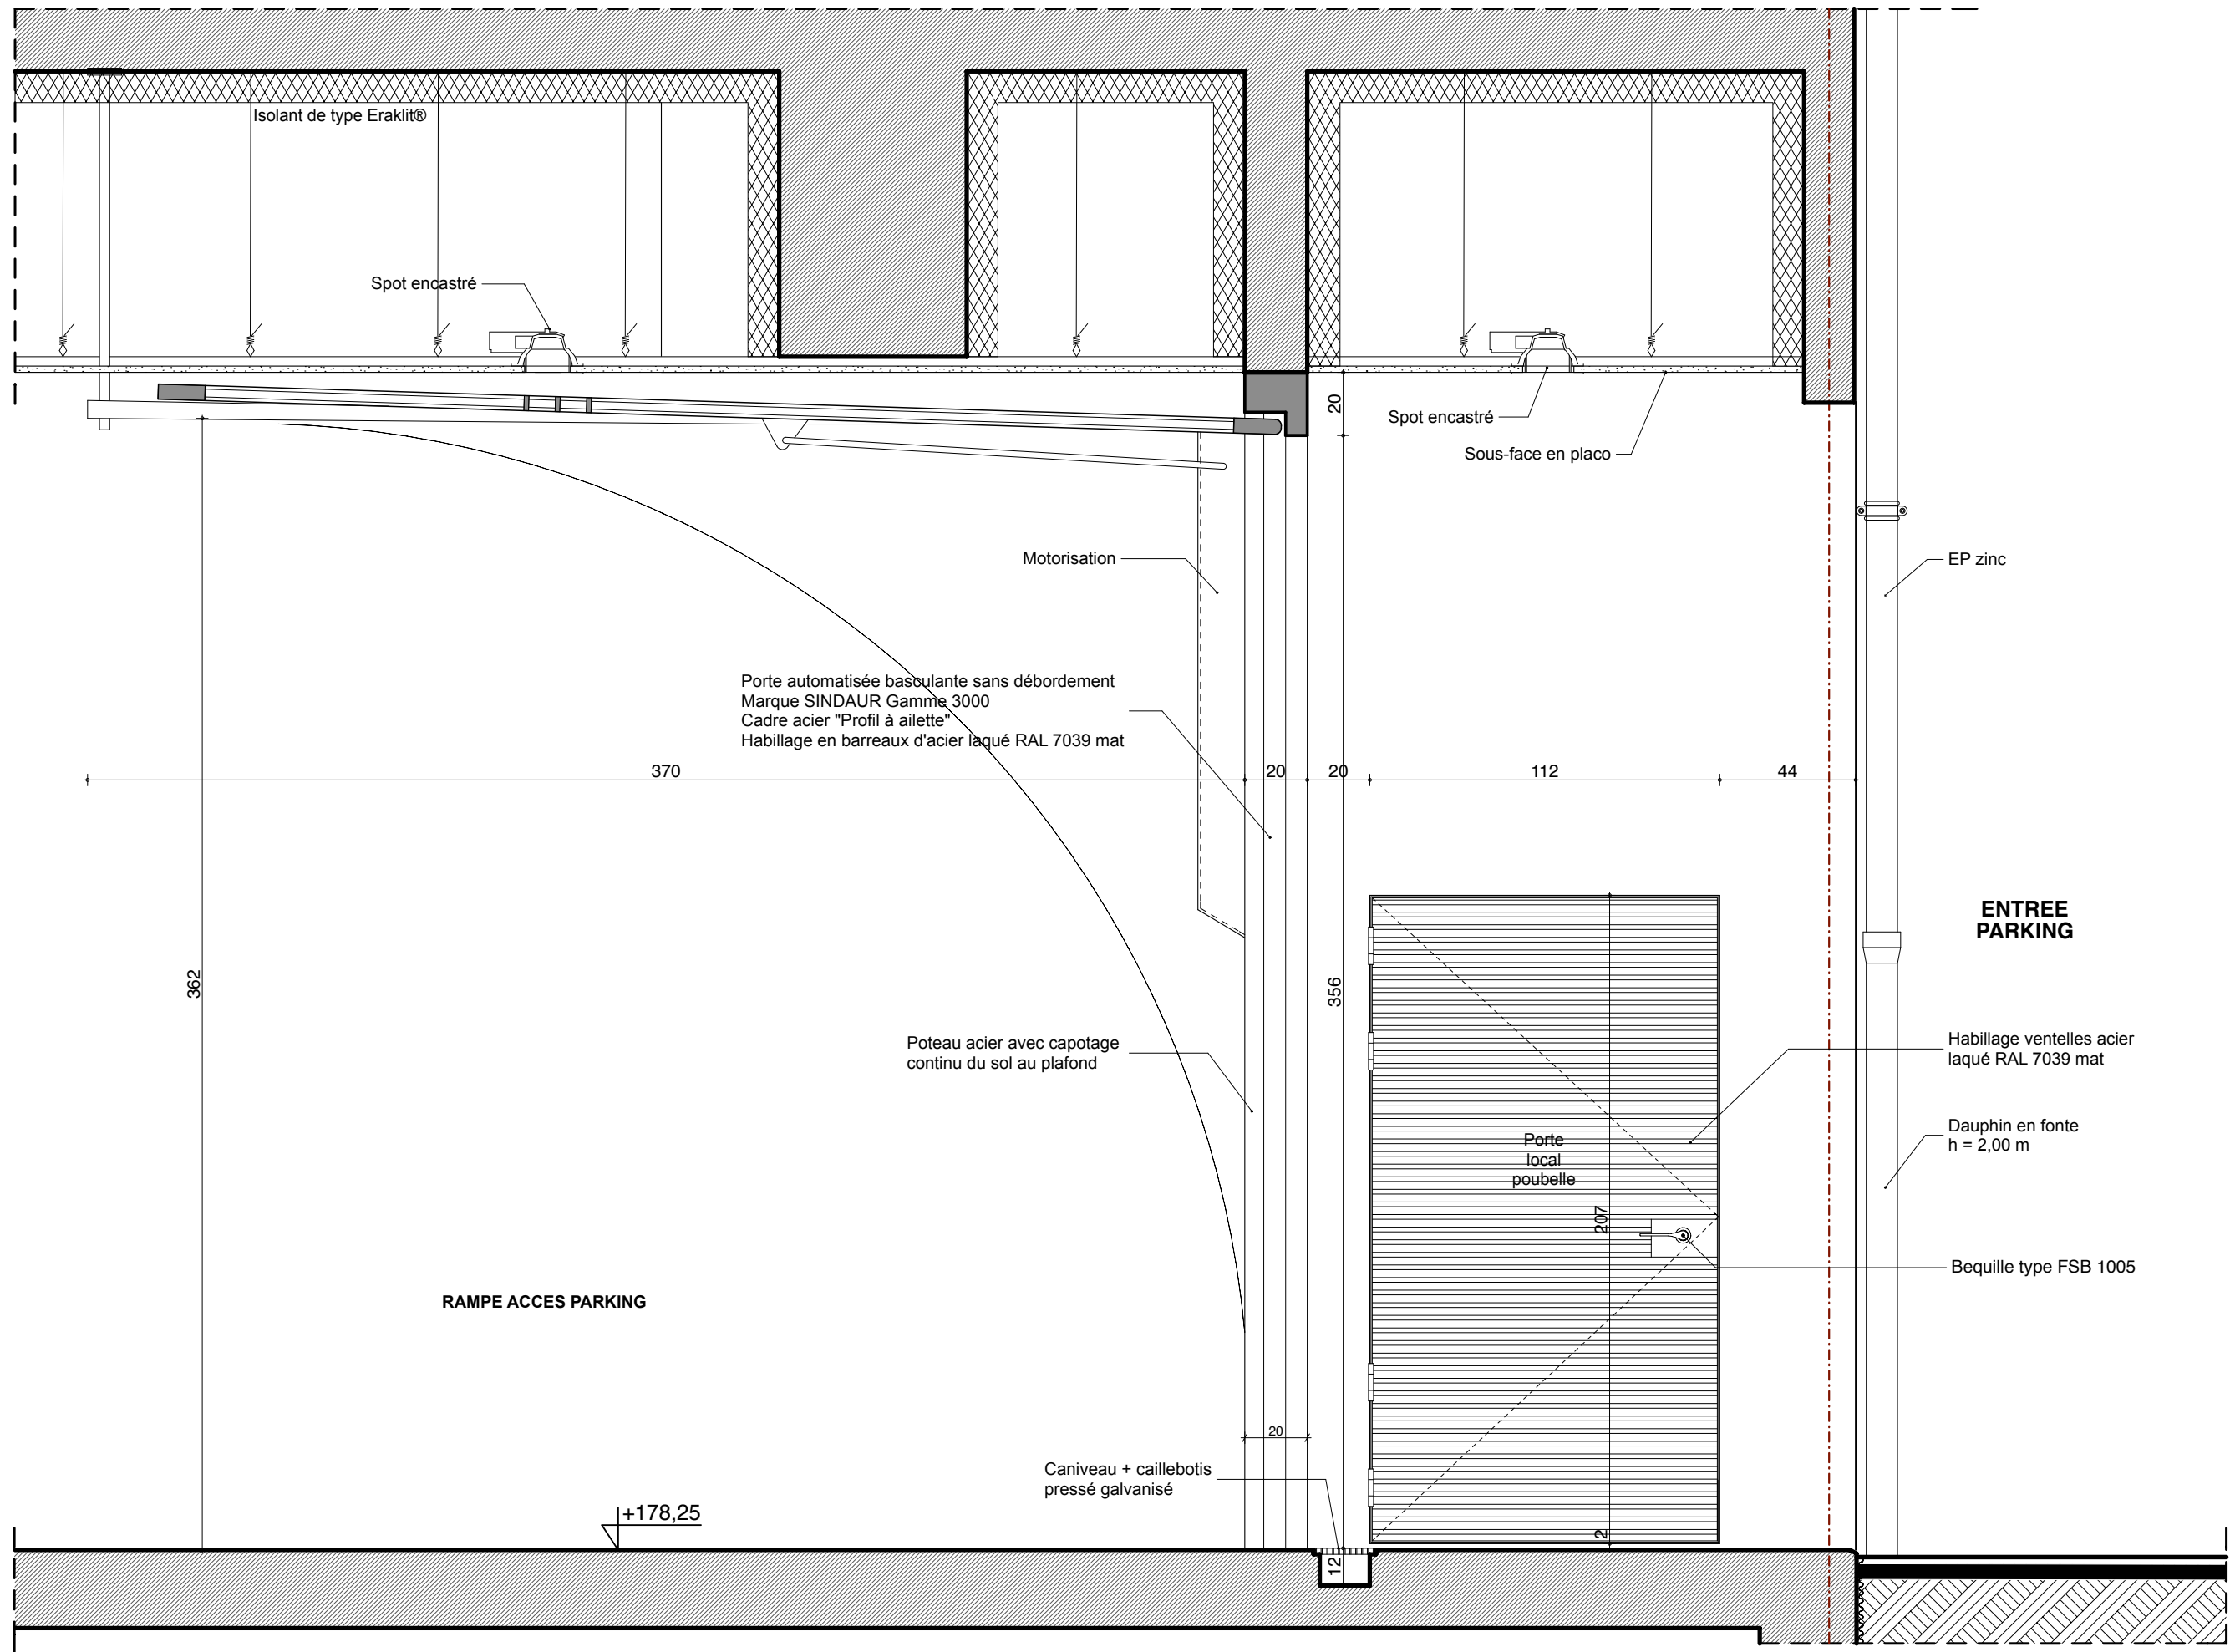 Isolant de type Eraklit®
Spot encastré
20
Spot encastré
Sous-face en placo
Motorisation
EP zinc
Porte automatisée basculante sans débordement
Marque SINDAUR Gamme 3000
Cadre acier "Profil à ailette"
Habillage en barreaux d'acier laqué RAL 7039 mat
370
20
20
112
44
ENTREE
PARKING
362
356
Poteau acier avec capotage
continu du sol au plafond
Habillage ventelles acier
laqué RAL 7039 mat
Dauphin en fonte
h = 2,00 m
Porte
local
poubelle
207
Bequille type FSB 1005
RAMPE ACCES PARKING
20
Caniveau + caillebotis
pressé galvanisé
+178,25
2
12